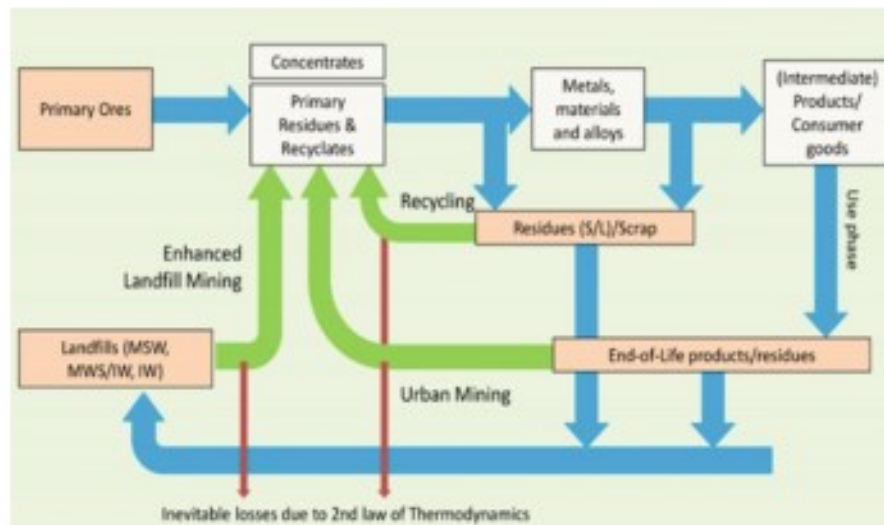 Concentrates
Primary Ores
Primary
Residues &
Recyclates
Metals,
materials
and alloys
(Intermediate)
Products/
Consumer
goods
Use phase
Recycling
Residues (S/L)/Scrap
Enhanced
Landfill Mining
Landfills (MSW,
MWS/IW, IW)
End-of-Life products/residues
Urban Mining
Inevitable losses due to 2nd law of Thermodynamics